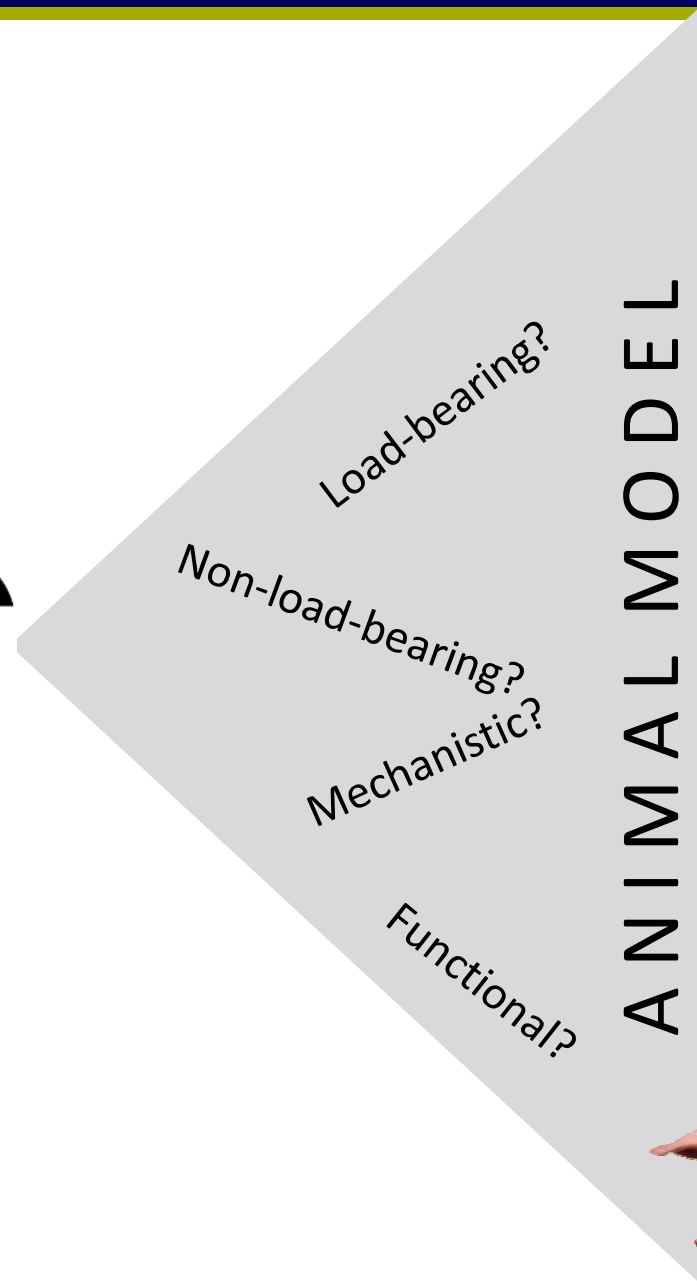 Load-bearing?
Non-load-bearing?
Mechanistic?
Functional?
ANIMAL MODEL